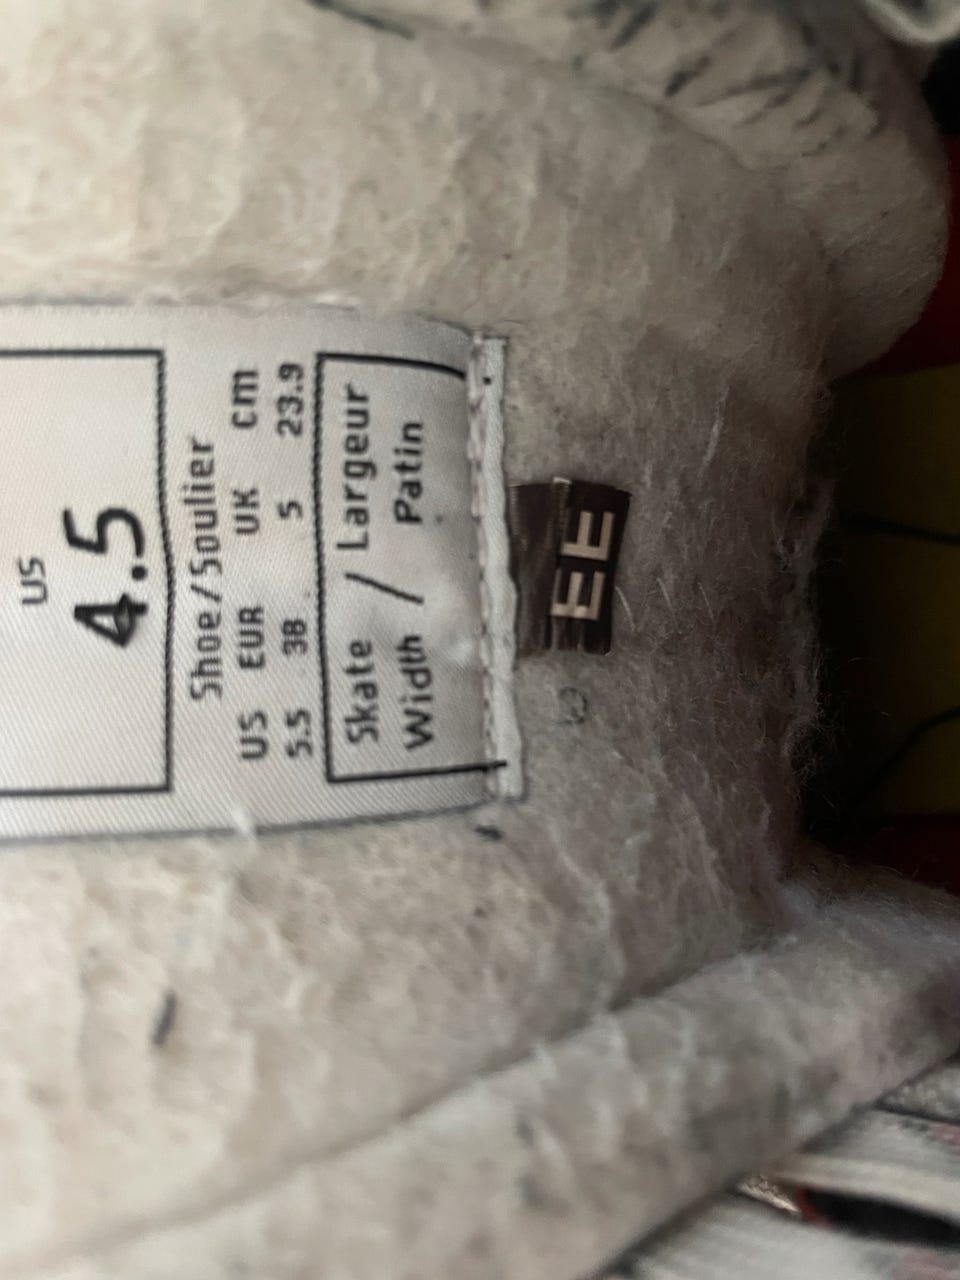 US
4.5
Shoe/Soulier
US EUR UK cm
5.5 38 5 23.9
Skate / Largeur
Width / Patin
EE